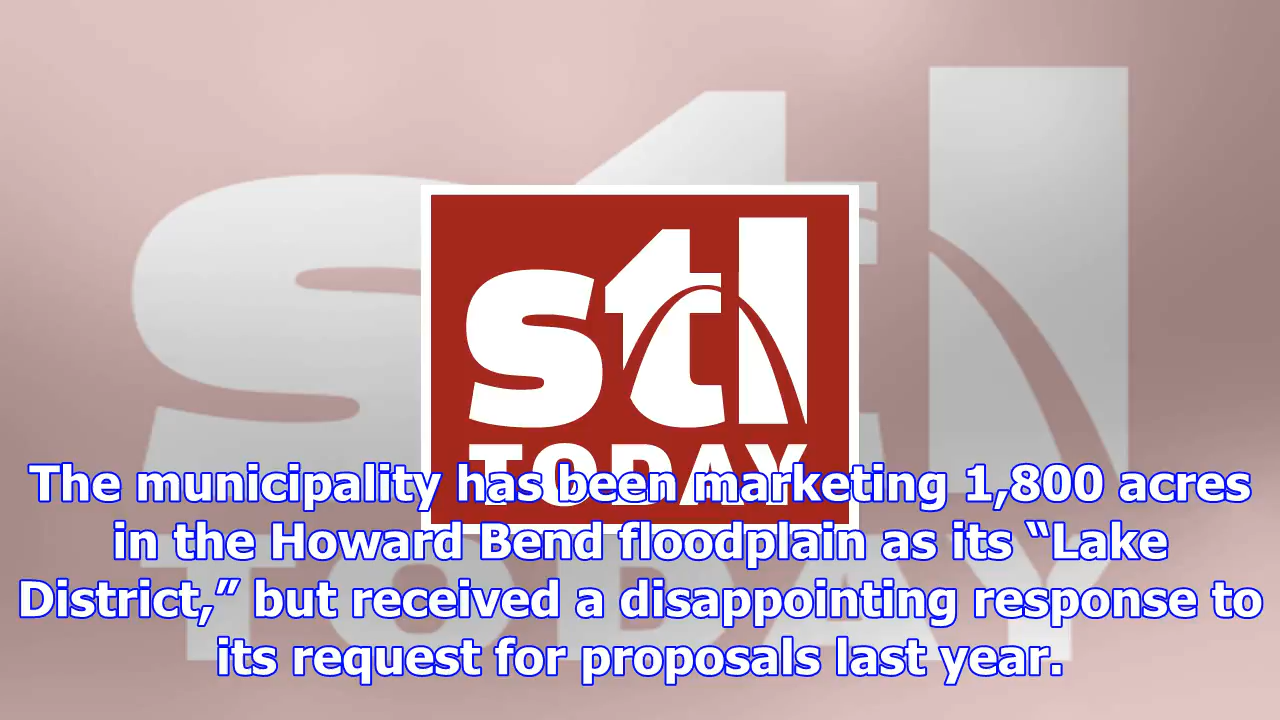 stl
TODAY
The municipality has been marketing 1,800 acres
in the Howard Bend floodplain as its “Lake
District,” but received a disappointing response to
its request for proposals last year.